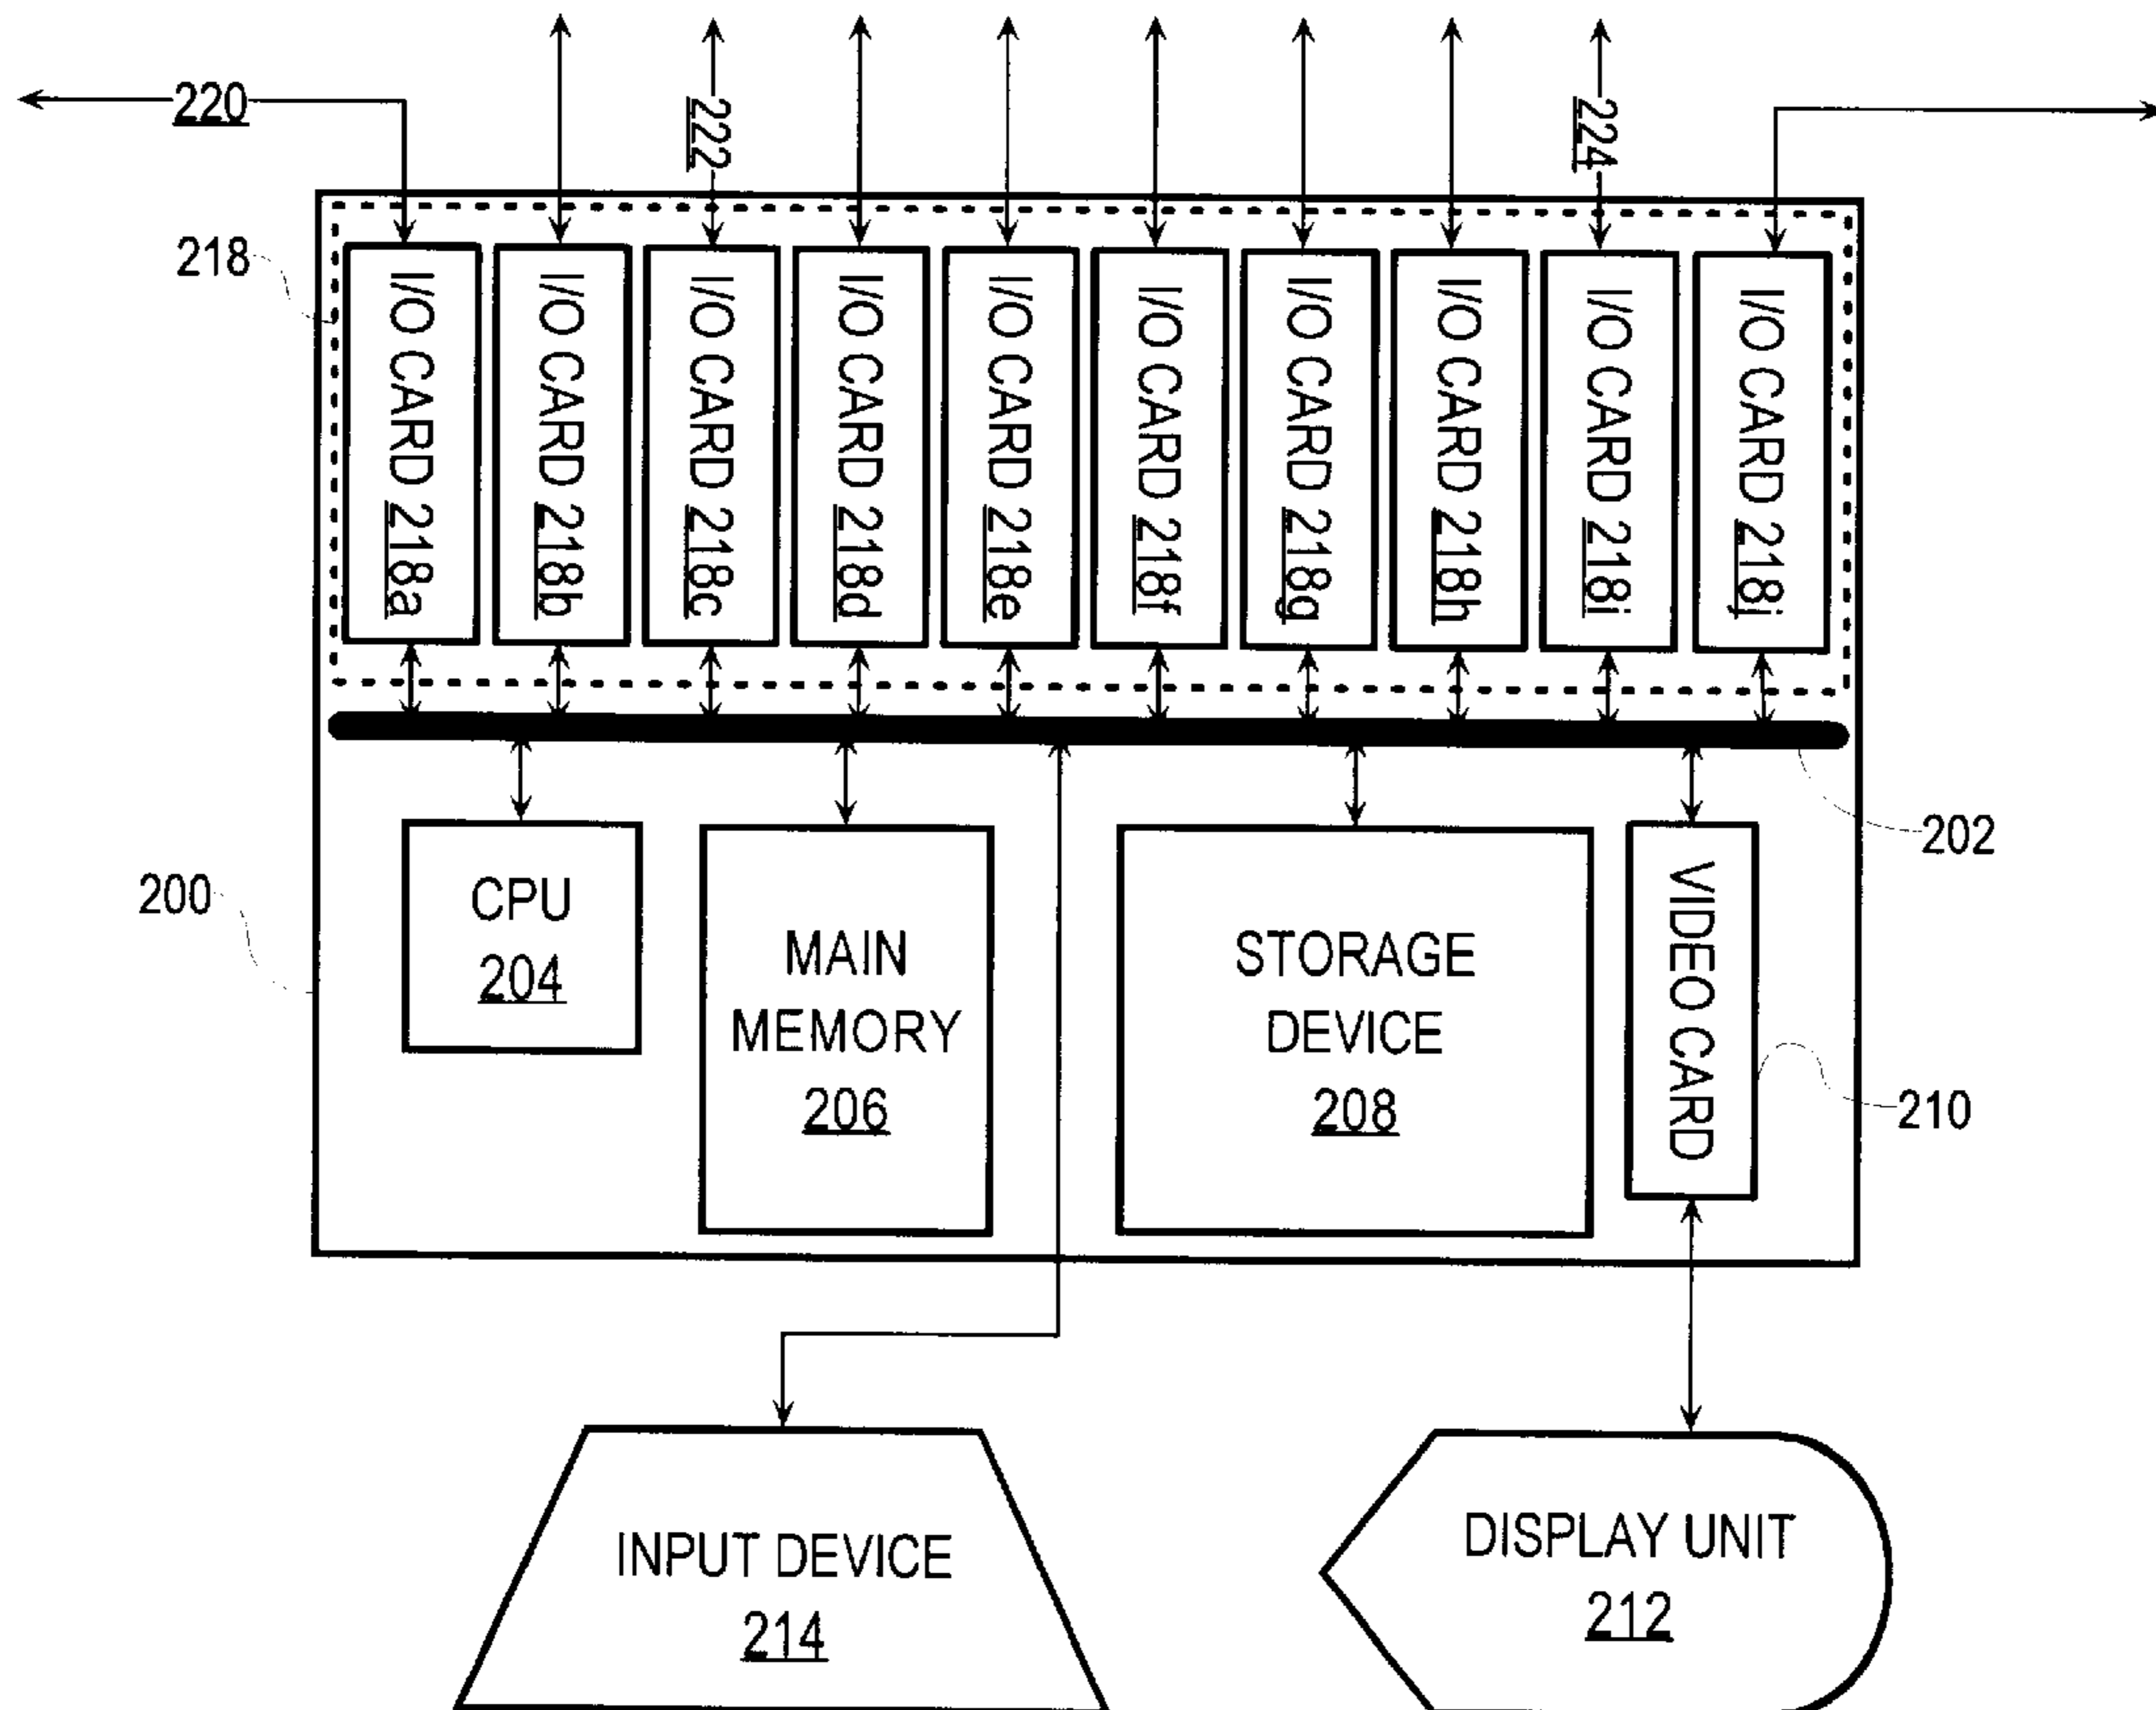 220
222
224
218
I/O CARD 218a
I/O CARD 218b
I/O CARD 218c
I/O CARD 218d
I/O CARD 218e
I/O CARD 218f
I/O CARD 218g
I/O CARD 218h
I/O CARD 218i
I/O CARD 218j
202
200
CPU
204
MAIN
MEMORY
206
STORAGE
DEVICE
208
VIDEO CARD
210
INPUT DEVICE
214
DISPLAY UNIT
212